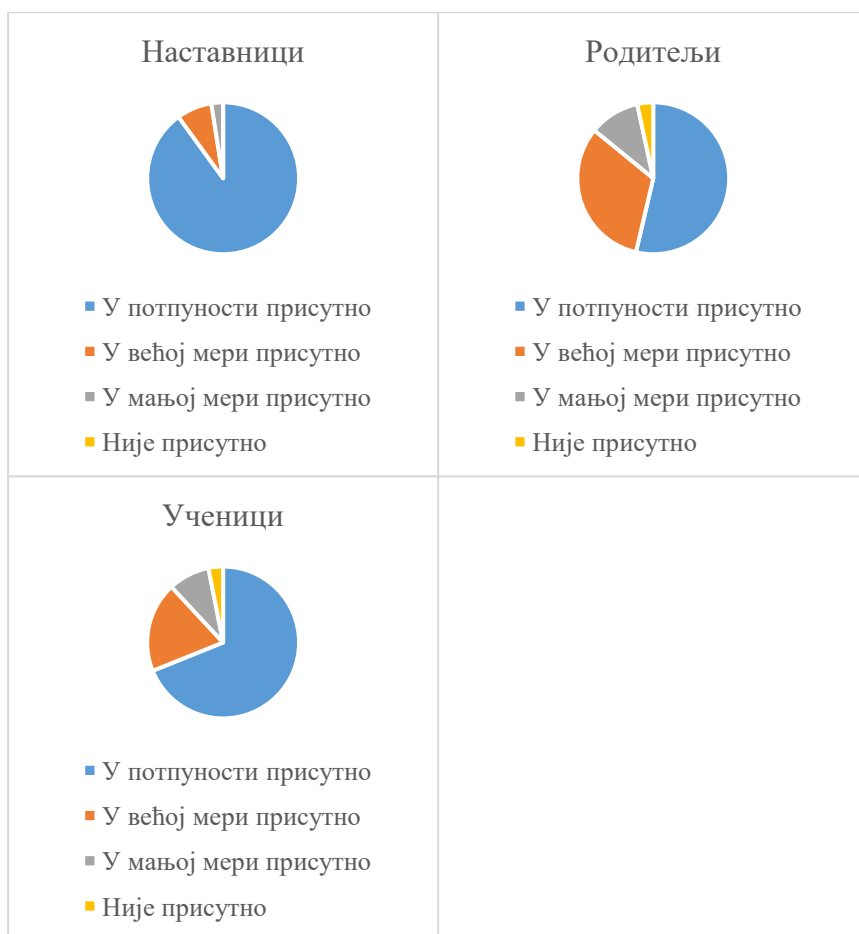 Наставници
У потпуности присутно
У већој мери присутно
У мањој мери присутно
Није присутно
Родитељи
У потпуности присутно
У већој мери присутно
У мањој мери присутно
Није присутно
Ученици
У потпуности присутно
У већој мери присутно
У мањој мери присутно
Није присутно